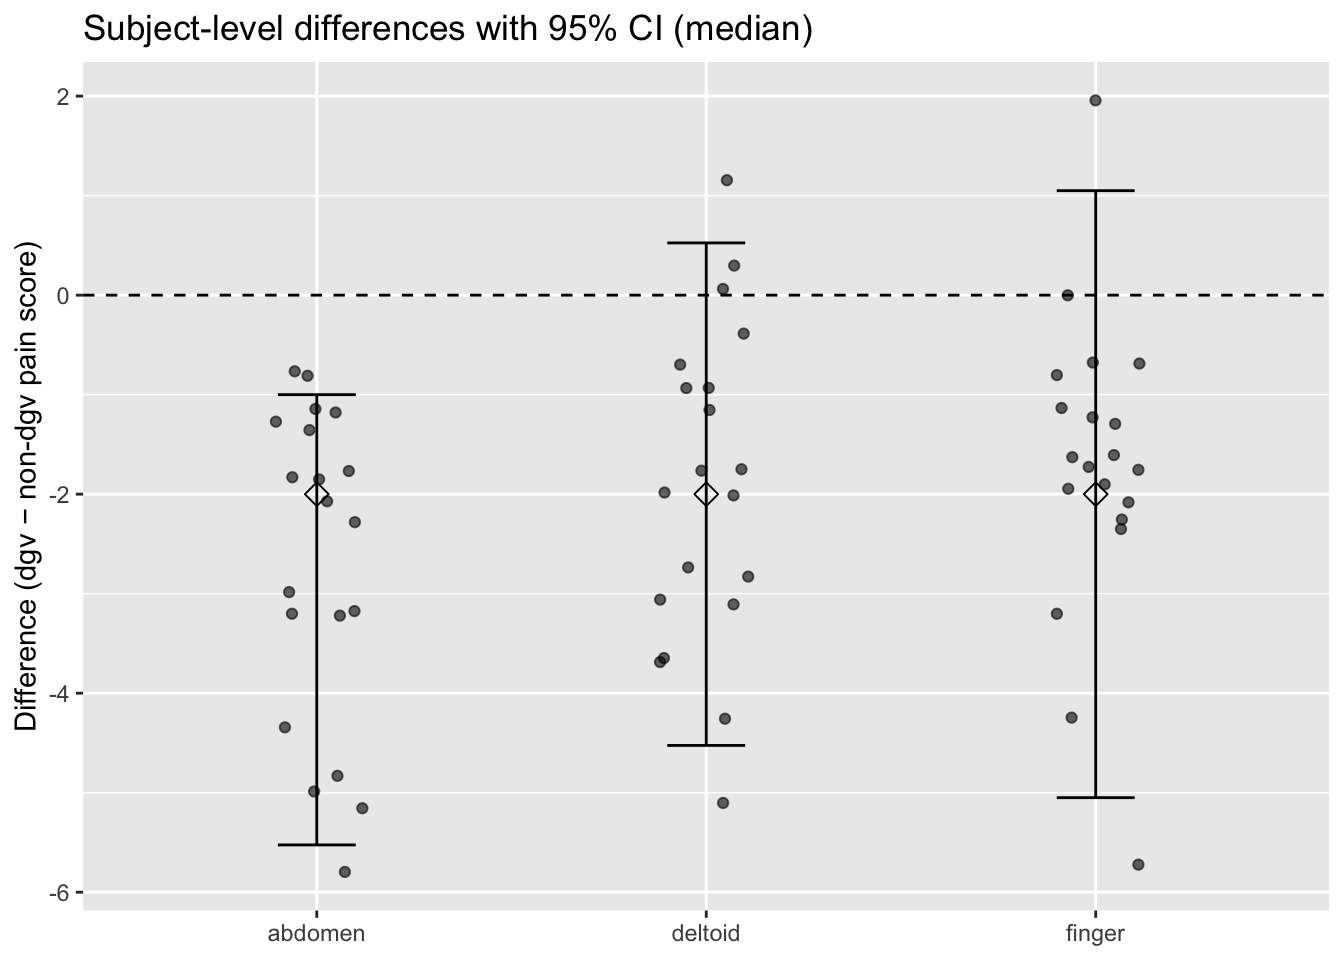 Subject-level differences with 95% CI (median)
Difference (dgv − non-dgv pain score)
2
0
-2
-4
-6
abdomen
deltoid
finger